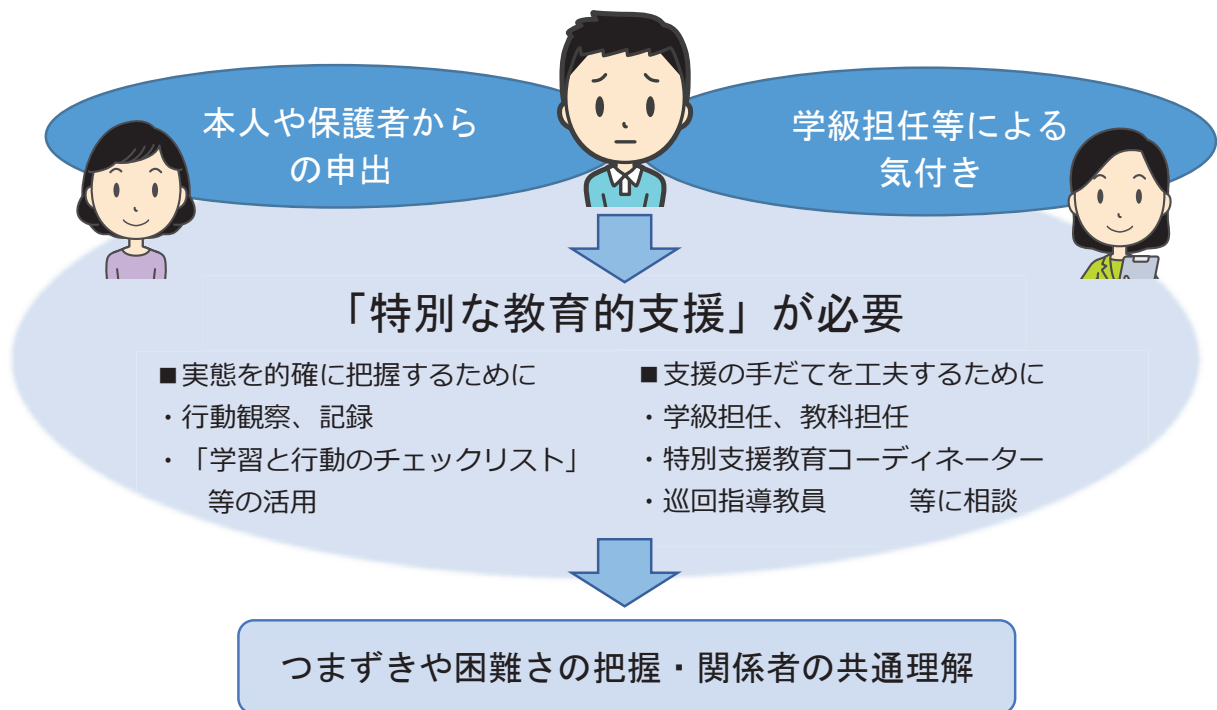 本人や保護者から
の申出
学級担任等による
気付き
「特別な教育的支援」が必要
■実態を的確に把握するために
・行動観察、記録
・「学習と行動のチェックリスト」
等の活用
■支援の手だてを工夫するために
・学級担任、教科担任
・特別支援教育コーディネーター
・巡回指導教員　　　等に相談
つまずきや困難さの把握・関係者の共通理解